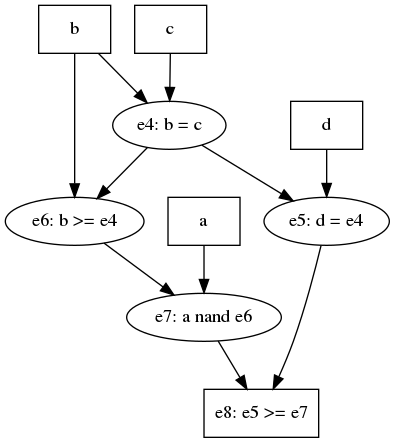 b
c
e4: b = c
d
e6: b >= e4
a
e5: d = e4
e7: a nand e6
e8: e5 >= e7